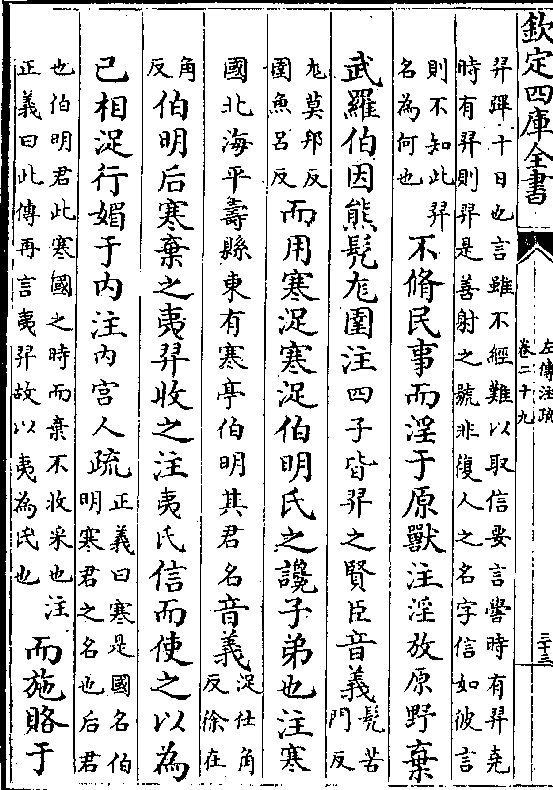 欽定四庫全書
左傳注疏
卷二十九
三十三
羿彈十日也言雖不經難以取信要言嚳時有羿堯
時有羿則羿是善射之號非復人之名字信如彼言
則不知此羿
名為何也
不脩民事而淫于原獸注淫放原野棄
武羅伯因熊髡尨圉注四子皆羿之賢臣音義
髡苦
門反
尨莫邦反
圉魚呂反
而用寒浞寒浞伯明氏之讒子弟也注寒
國北海平壽縣東有寒亭伯明其君名音義
浞仕角
反徐在
角
反
伯明后寒棄之夷羿收之注夷氏信而使之以為
己相浞行媚于内注内宫人疏
正義曰寒是國名伯
明寒君之名也后君
也伯明君此寒國之時而棄不收采也注
正義曰此傳再言夷羿故以夷為氏也
而施賂于